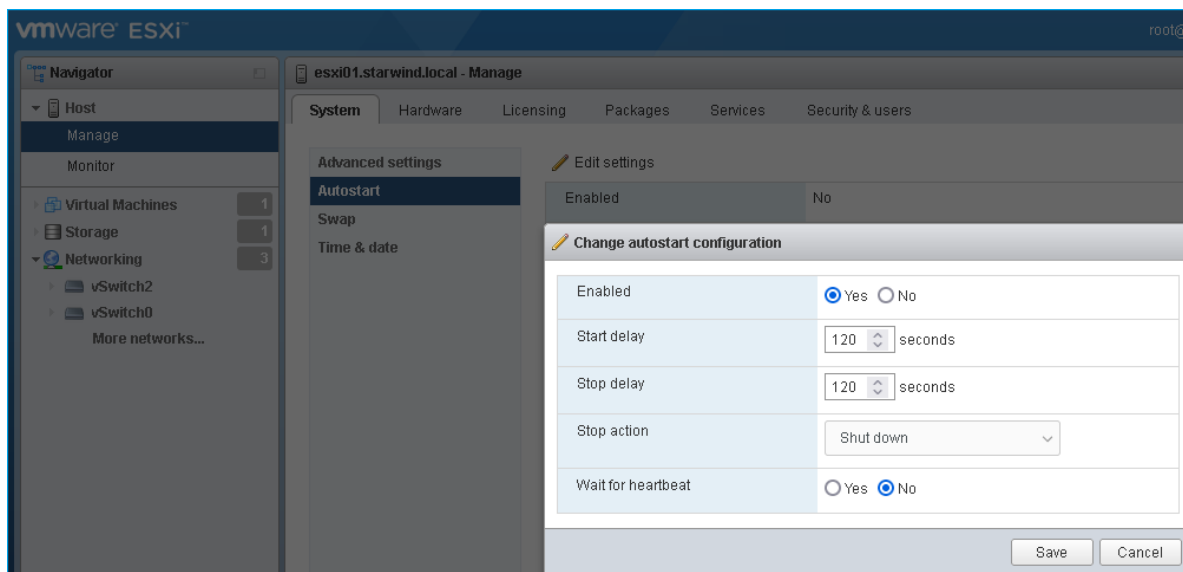 vmware ESXi™
root@
Navigator
esxi01.starwind.local - Manage
Host
Manage
Monitor
Virtual Machines 1
Storage 1
Networking 3
vSwitch2
vSwitch0
More networks...
System Hardware Licensing Packages Services Security & users
Advanced settings
Autostart
Swap
Time & date
Edit settings
Enabled No
Change autostart configuration
Enabled Yes No
Start delay 120 seconds
Stop delay 120 seconds
Stop action Shut down
Wait for heartbeat Yes No
Save Cancel